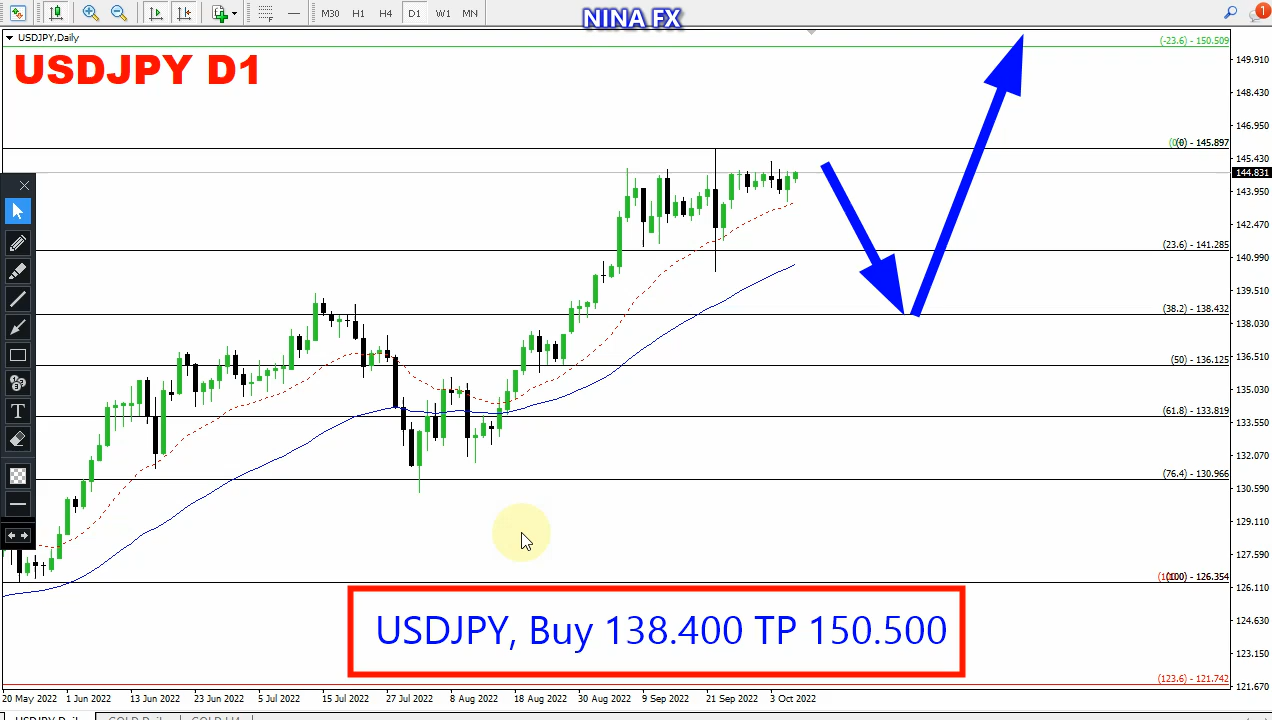 M30 H1 H4 D1 W1 MN
NINA FX
1
USDJPY,Daily
USDJPY D1
(-23.6) - 150.509
149.910
148.430
146.950
(0) - 145.897
145.430
144.831
143.950
142.470
(23.6) - 141.285
140.990
139.510
(38.2) - 138.432
138.030
136.510
(50) - 136.125
135.030
(61.8) - 133.819
133.550
132.070
(76.4) - 130.966
130.590
129.110
127.590
(100) - 126.354
126.110
124.630
123.150
(123.6) - 121.742
121.670
T
USDJPY, Buy 138.400 TP 150.500
20 May 2022 1 Jun 2022 13 Jun 2022 23 Jun 2022 5 Jul 2022 15 Jul 2022 27 Jul 2022 8 Aug 2022 18 Aug 2022 30 Aug 2022 9 Sep 2022 21 Sep 2022 3 Oct 2022